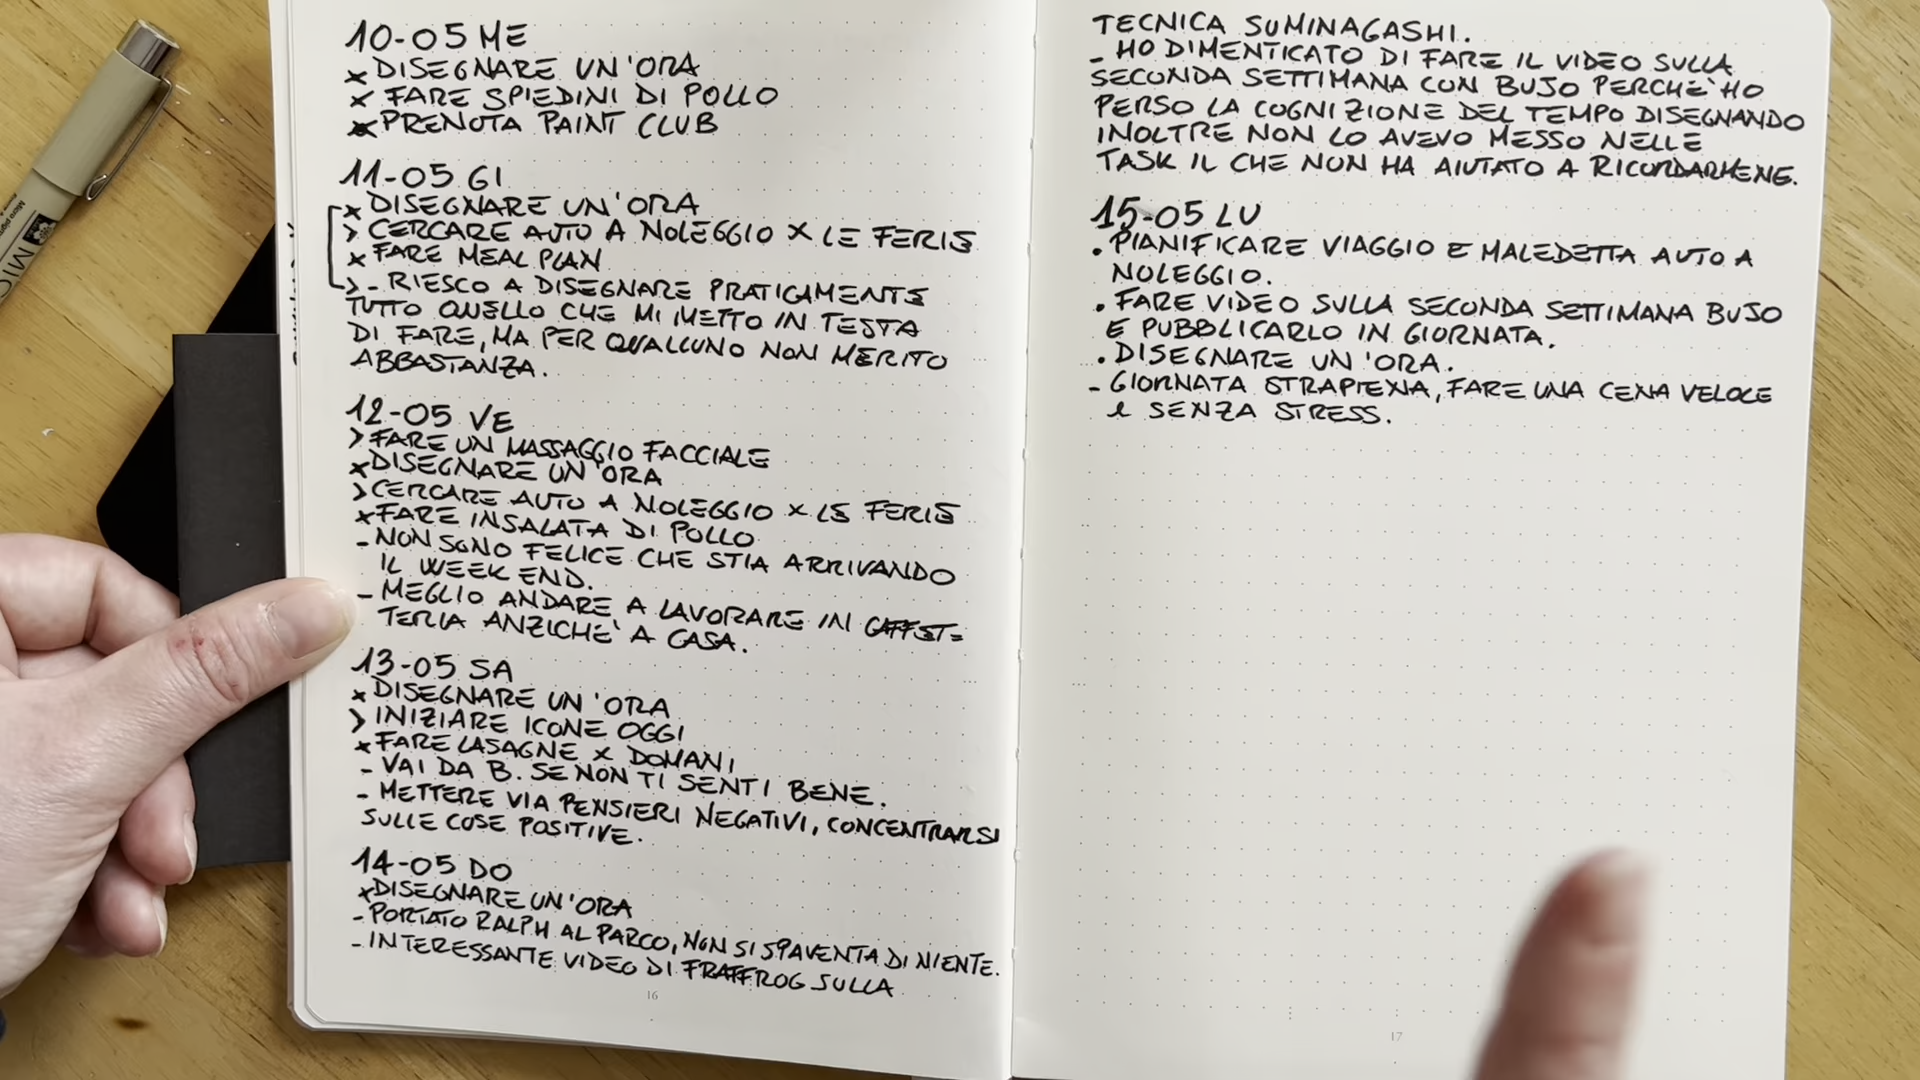 10-05 ME
x DISEGNARE UN'ORA
x FARE SPIEDINI DI POLLO
x PRENOTA PAINT CLUB
11-05 GI
x DISEGNARE UN'ORA
> CERCARE AUTO A NOLEGGIO X LE FERIE
x FARE MEAL PLAN
> - RIESCO A DISEGNARE PRATICAMENTE
TUTTO QUELLO CHE MI METTO IN TESTA
DI FARE, MA PER QUALCUNO NON MERITO
ABBASTANZA.
12-05 VE
> FARE UN MASSAGGIO FACCIALE
x DISEGNARE UN'ORA
> CERCARE AUTO A NOLEGGIO X LE FERIE
x FARE INSALATA DI POLLO
- NON SONO FELICE CHE STIA ARRIVANDO
IL WEEK END.
- MEGLIO ANDARE A LAVORARE IN CAFFET=
TERIA ANZICHE' A CASA.
13-05 SA
x DISEGNARE UN'ORA
> INIZIARE ICONE OGGI
x FARE LASAGNE X DOMANI
- VAI DA B. SE NON TI SENTI BENE.
- METTERE VIA PENSIERI NEGATIVI, CONCENTRARSI
SULLE COSE POSITIVE.
14-05 DO
x DISEGNARE UN'ORA
- PORTATO RALPH AL PARCO, NON SI SPAVENTA DI NIENTE.
- INTERESSANTE VIDEO DI FRAFFROG SULLA
16
TECNICA SUMINAGASHI.
- HO DIMENTICATO DI FARE IL VIDEO SULLA
SECONDA SETTIMANA CON BUJO PERCHE' HO
PERSO LA COGNIZIONE DEL TEMPO DISEGNANDO
INOLTRE NON LO AVEVO MESSO NELLE
TASK IL CHE NON HA AIUTATO A RICORDARMENE.
15-05 LU
. PIANIFICARE VIAGGIO E MALEDETTA AUTO A
NOLEGGIO.
. FARE VIDEO SULLA SECONDA SETTIMANA BUJO
E PUBBLICARLO IN GIORNATA.
. DISEGNARE UN'ORA.
- GIORNATA STRAPIENA, FARE UNA CENA VELOCE
e SENZA STRESS.
17